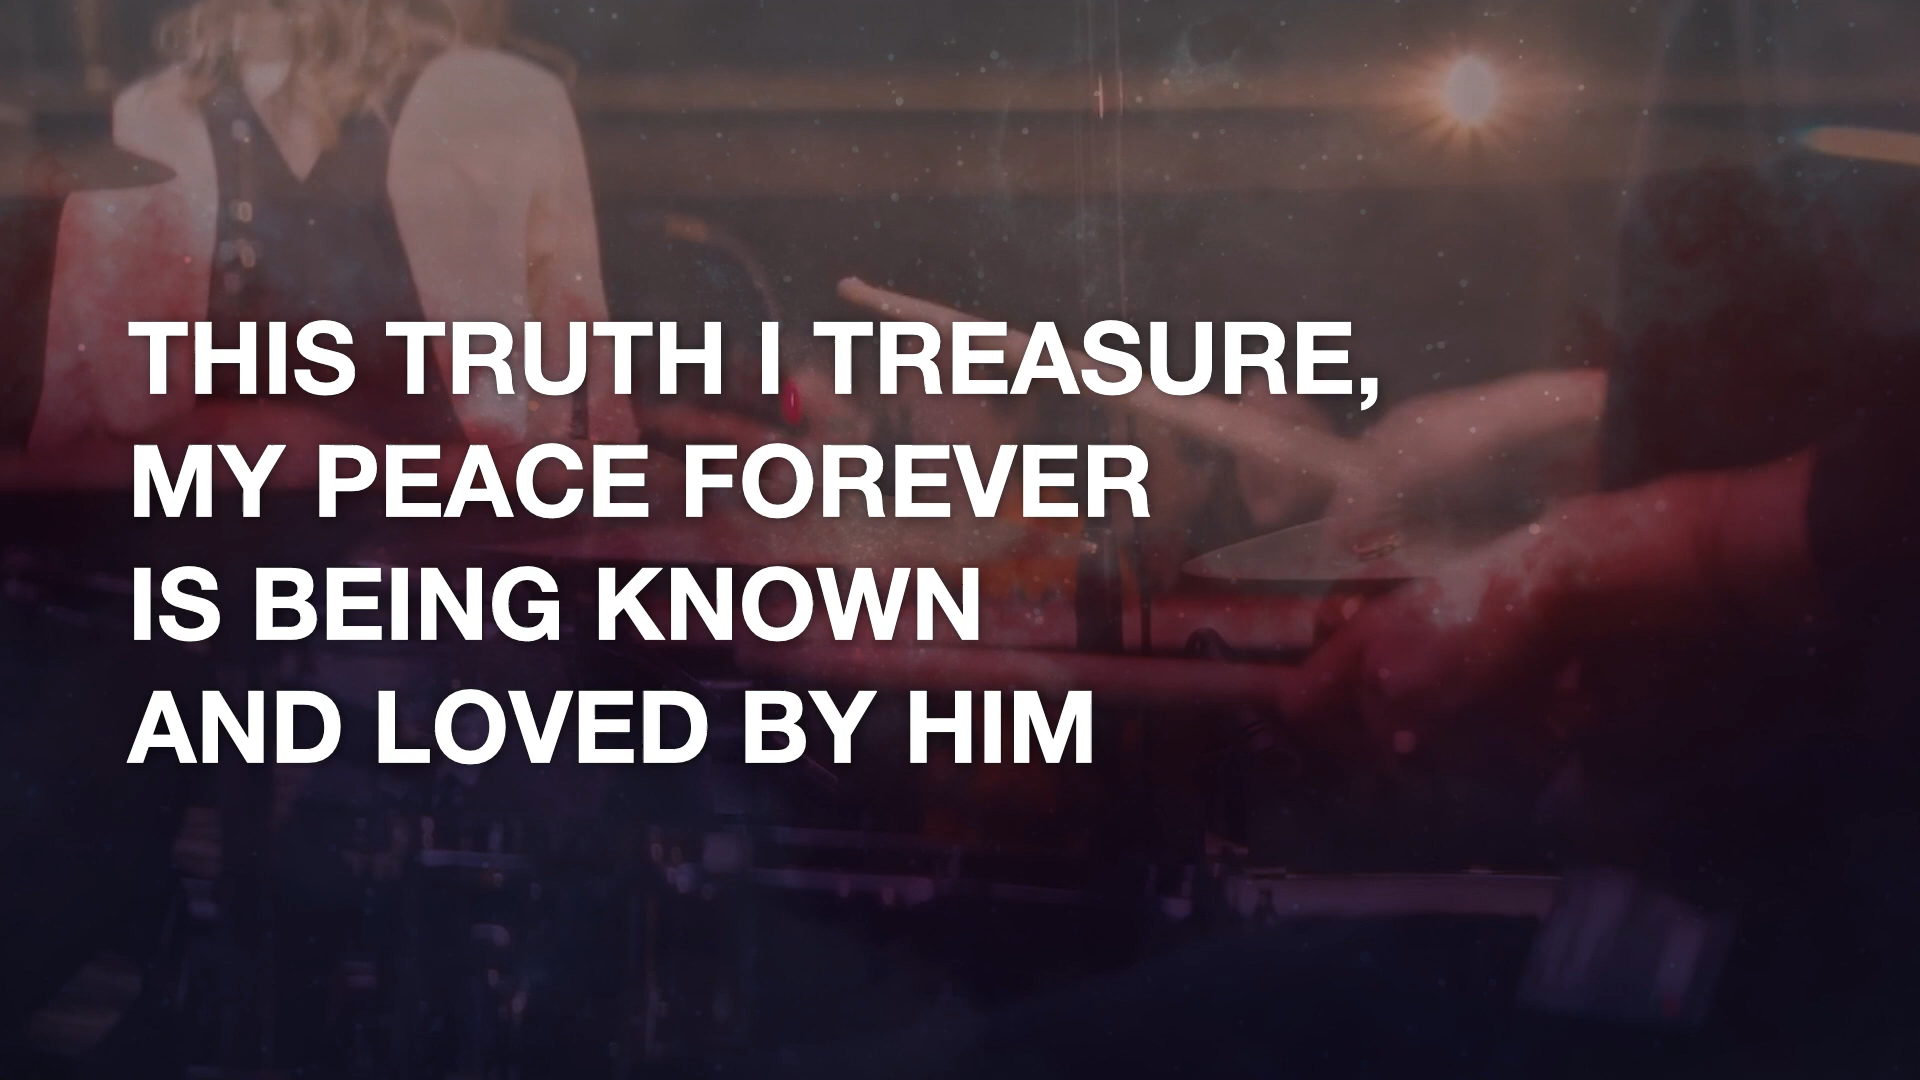 THIS TRUTH I TREASURE,
MY PEACE FOREVER
IS BEING KNOWN
AND LOVED BY HIM